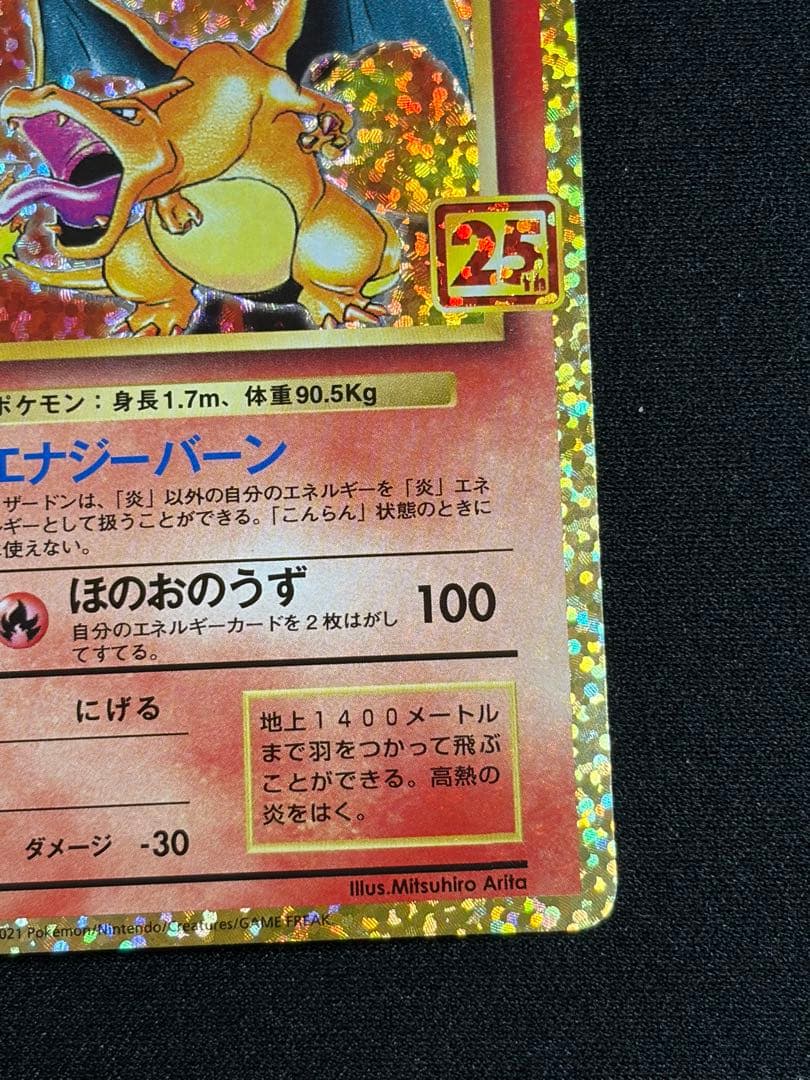 25
TH
ポケモン：身長1.7m、体重90.5Kg
エナジーバーン
ザードンは、「炎」以外の自分のエネルギーを「炎」エネ
ルギーとして扱うことができる。「こんらん」状態のときに
使えない。
ほのおのうず 100
自分のエネルギーカードを２枚はがし
てすてる。
にげる
地上１４００メートル
まで羽をつかって飛ぶ
ことができる。高熱の
炎をはく。
ダメージ -30
Illus.Mitsuhiro Arita
021 Pokémon/Nintendo/Creatures/GAME FREAK